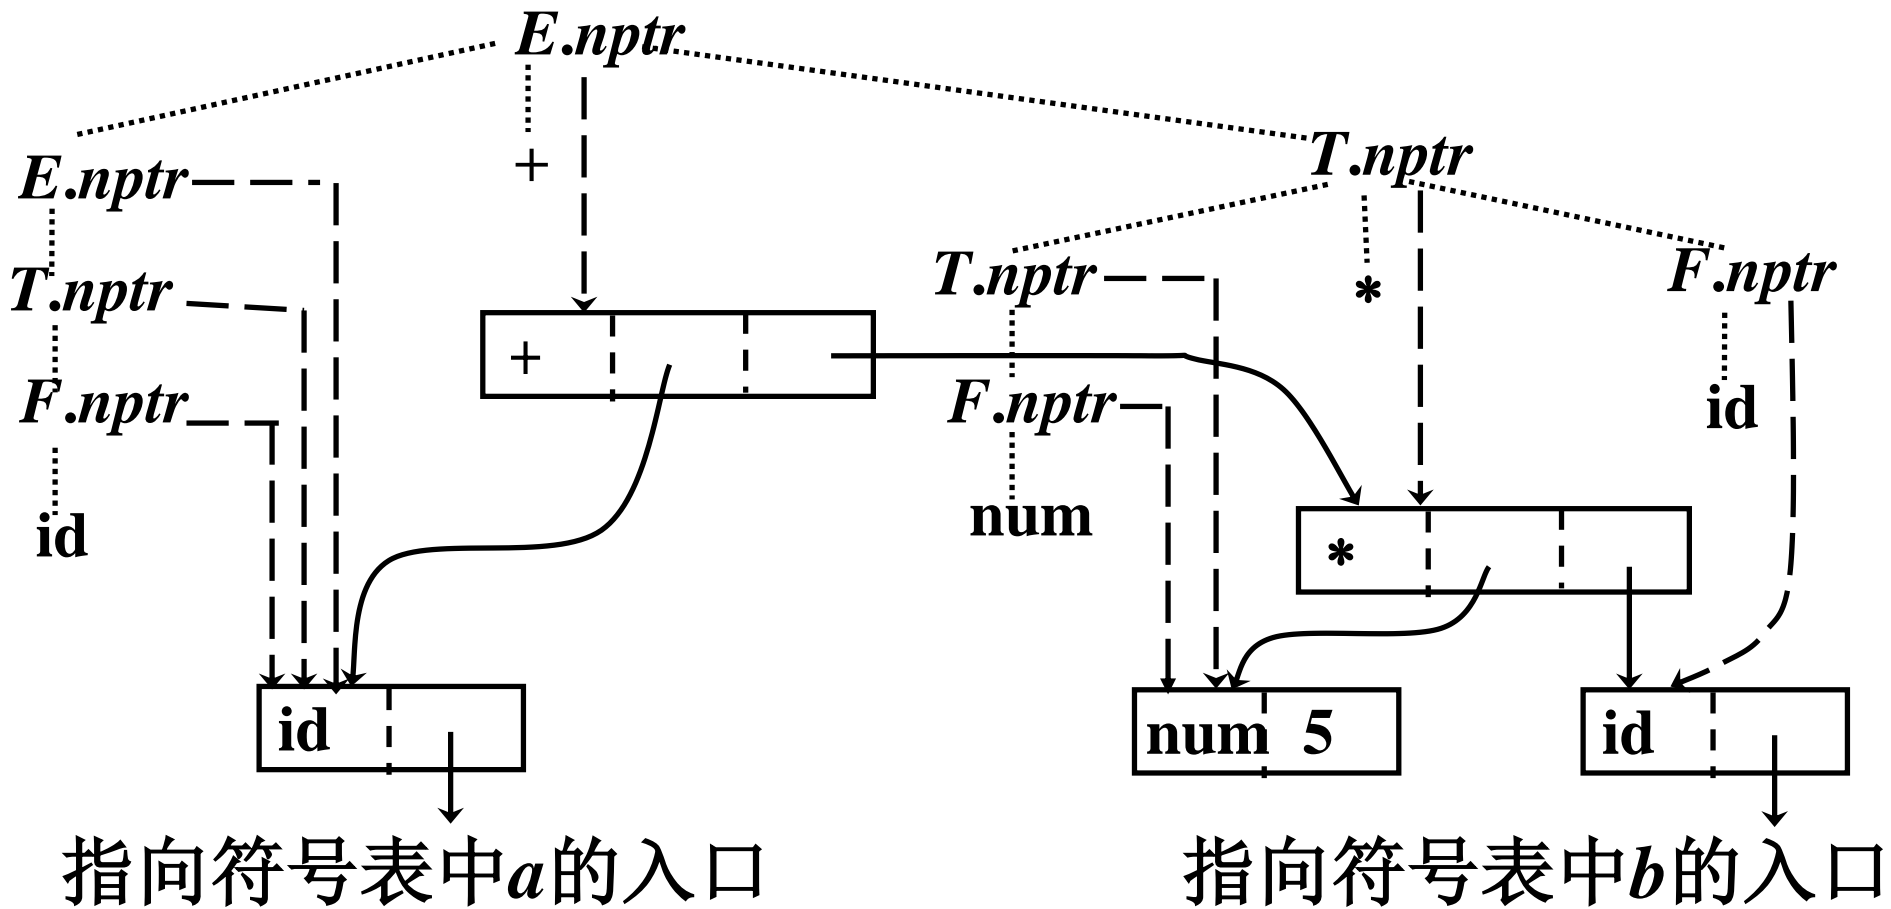 E.nptr
+
E.nptr
T.nptr
T.nptr
*
F.nptr
T.nptr
+
F.nptr
F.nptr
id
id
num
*
id
num 5
id
指向符号表中a的入口
指向符号表中b的入口